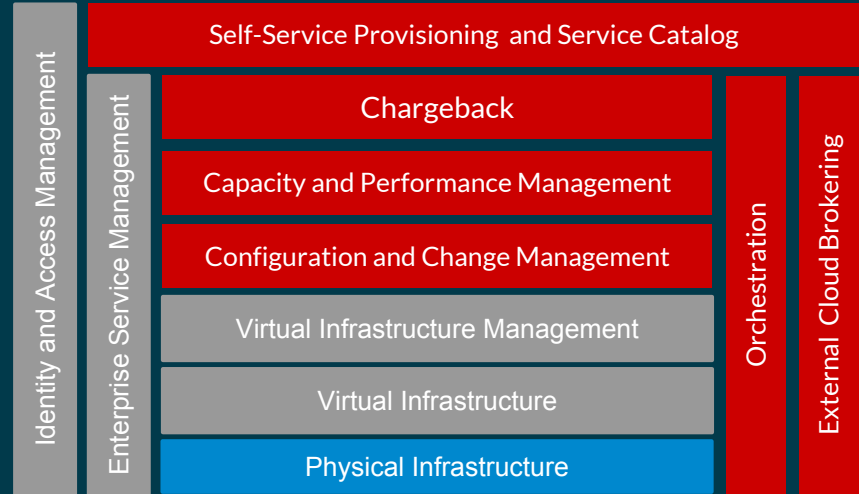 Identity and Access Management
Self-Service Provisioning and Service Catalog
Enterprise Service Management
Chargeback
Capacity and Performance Management
Configuration and Change Management
Virtual Infrastructure Management
Virtual Infrastructure
Physical Infrastructure
Orchestration
External Cloud Brokering